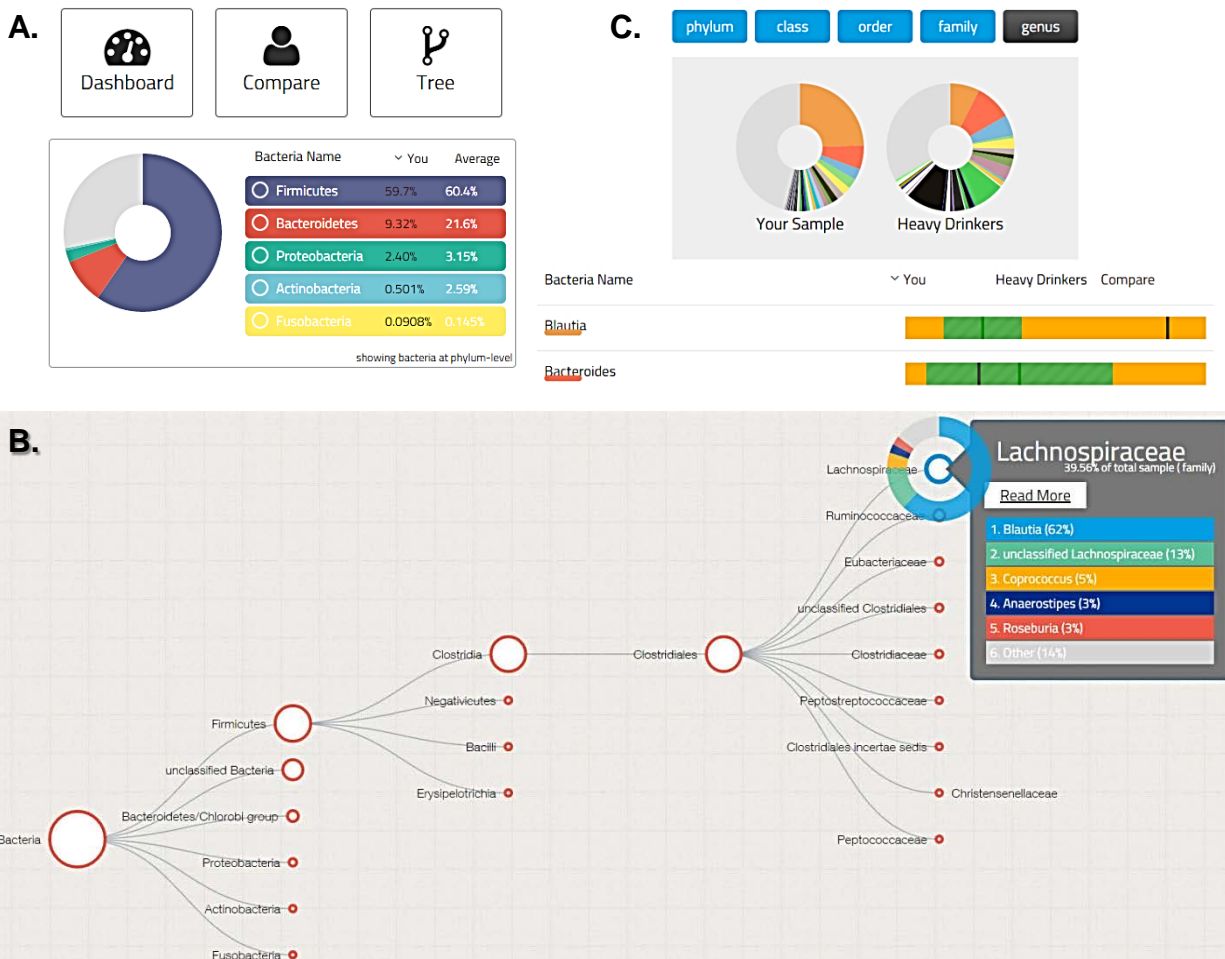 A.
Dashboard
Compare
Tree
Bacteria Name You Average
Firmicutes 59.7% 60.4%
Bacteroidetes 9.32% 21.6%
Proteobacteria 2.40% 3.15%
Actinobacteria 0.501% 2.59%
Fusobacteria 0.0908% 0.145%
showing bacteria at phylum-level
C.
phylum class order family genus
Your Sample Heavy Drinkers
Bacteria Name You Heavy Drinkers Compare
Blautia
Bacteroides
B.
Bacteria
Firmicutes
unclassified Bacteria
Bacteroidetes/Chlorobi group
Proteobacteria
Actinobacteria
Fusobacteria
Clostridia
Negativicutes
Bacilli
Erysipelotrichia
Clostridiales
Lachnospiraceae
Ruminococcaceae
Eubacteriaceae
unclassified Clostridiales
Clostridiaceae
Peptostreptococcaceae
Clostridiales incertae sedis
Christensenellaceae
Peptococcaceae
Lachnospiraceae
39.56% of total sample ( family)
Read More
1. Blautia (62%)
2. unclassified Lachnospiraceae (13%)
3. Coprococcus (5%)
4. Anaerostipes (3%)
5. Roseburia (3%)
6. Other (14%)